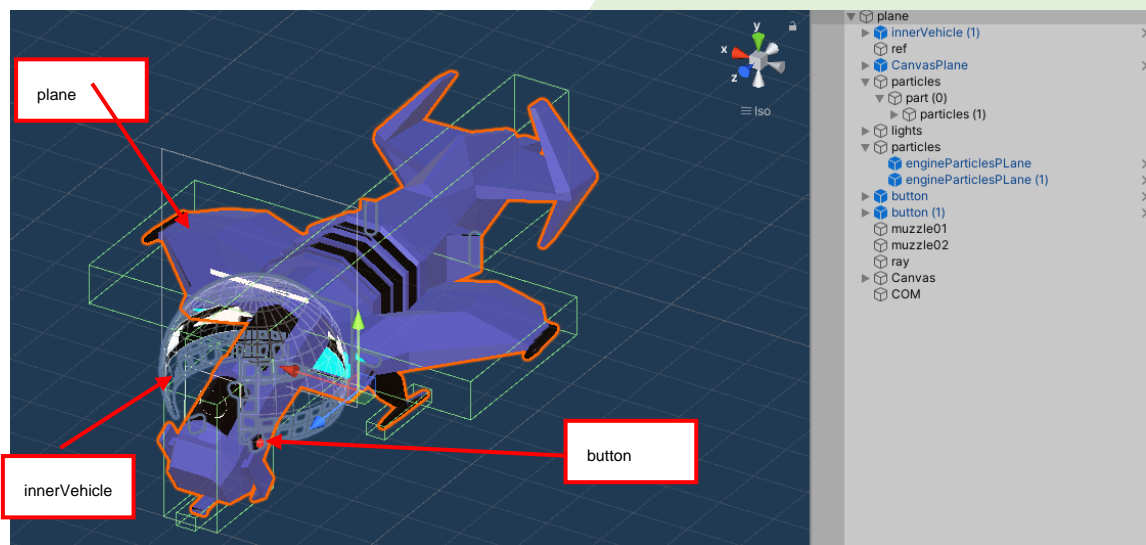 plane
innerVehicle
button
y
x
z
Iso
plane
innerVehicle (1)
ref
CanvasPlane
particles
part (0)
particles (1)
lights
particles
engineParticlesPLane
engineParticlesPLane (1)
button
button (1)
muzzle01
muzzle02
ray
Canvas
COM